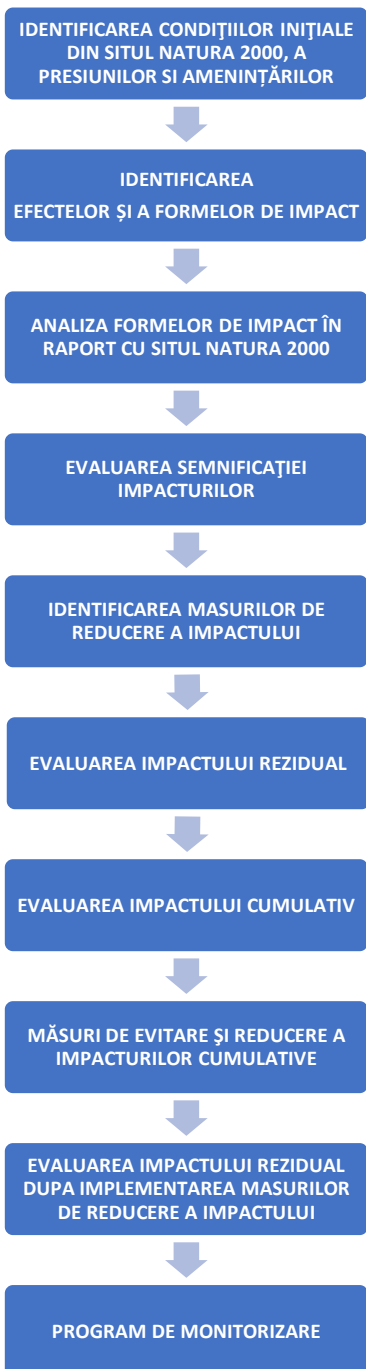 IDENTIFICAREA CONDIŢIILOR INIŢIALE
DIN SITUL NATURA 2000, A
PRESIUNILOR SI AMENINȚĂRILOR
IDENTIFICAREA
EFECTELOR ȘI A FORMELOR DE IMPACT
ANALIZA FORMELOR DE IMPACT ÎN
RAPORT CU SITUL NATURA 2000
EVALUAREA SEMNIFICAŢIEI
IMPACTURILOR
IDENTIFICAREA MASURILOR DE
REDUCERE A IMPACTULUI
EVALUAREA IMPACTULUI REZIDUAL
EVALUAREA IMPACTULUI CUMULATIV
MĂSURI DE EVITARE ŞI REDUCERE A
IMPACTURILOR CUMULATIVE
EVALUAREA IMPACTULUI REZIDUAL
DUPA IMPLEMENTAREA MASURILOR
DE REDUCERE A IMPACTULUI
PROGRAM DE MONITORIZARE